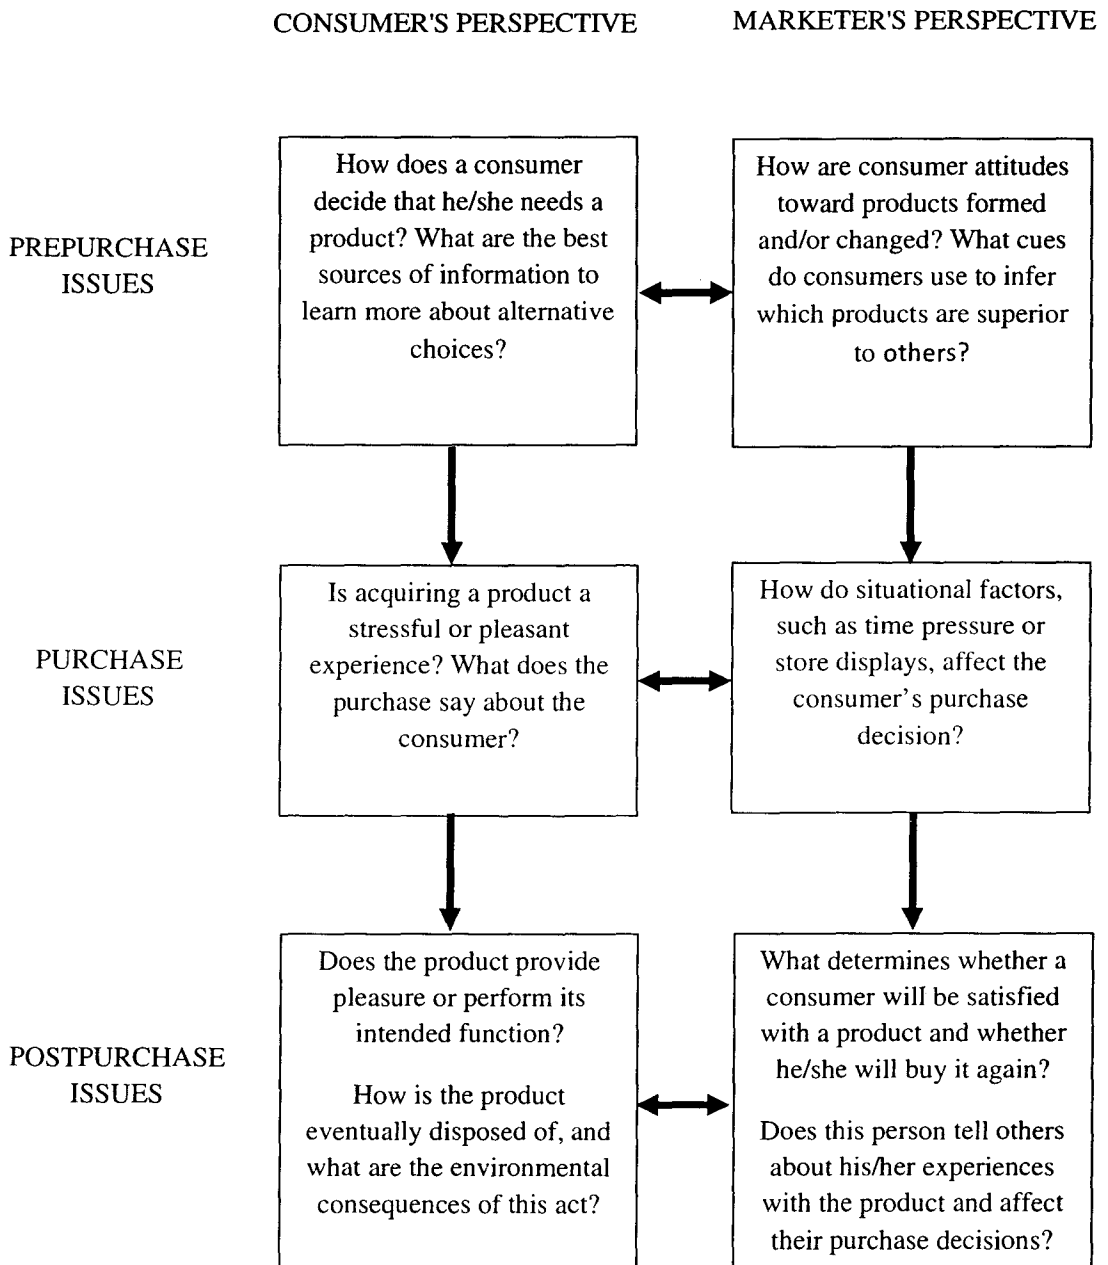 CONSUMER'S PERSPECTIVE
MARKETER'S PERSPECTIVE
PREPURCHASE
ISSUES
How does a consumer
decide that he/she needs a
product? What are the best
sources of information to
learn more about alternative
choices?
How are consumer attitudes
toward products formed
and/or changed? What cues
do consumers use to infer
which products are superior
to others?
PURCHASE
ISSUES
Is acquiring a product a
stressful or pleasant
experience? What does the
purchase say about the
consumer?
How do situational factors,
such as time pressure or
store displays, affect the
consumer's purchase
decision?
POSTPURCHASE
ISSUES
Does the product provide
pleasure or perform its
intended function?
How is the product
eventually disposed of, and
what are the environmental
consequences of this act?
What determines whether a
consumer will be satisfied
with a product and whether
he/she will buy it again?
Does this person tell others
about his/her experiences
with the product and affect
their purchase decisions?